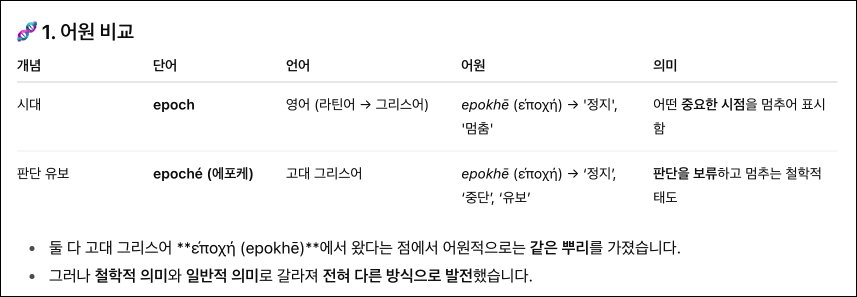 🧬 1. 어원 비교
개념 단어 언어 어원 의미
시대 epoch 영어 (라틴어 → 그리스어) epokhē (εποχή) → '정지', 어떤 중요한 시점을 멈추어 표시
'멈춤' 함
판단 유보 epoché (에포케) 고대 그리스어 epokhē (εποχή) → ‘정지’, 판단을 보류하고 멈추는 철학적
‘중단’, ‘유보’ 태도
• 둘 다 고대 그리스어 **εποχή (epokhē)**에서 왔다는 점에서 어원적으로는 같은 뿌리를 가졌습니다.
• 그러나 철학적 의미와 일반적 의미로 갈라져 전혀 다른 방식으로 발전했습니다.